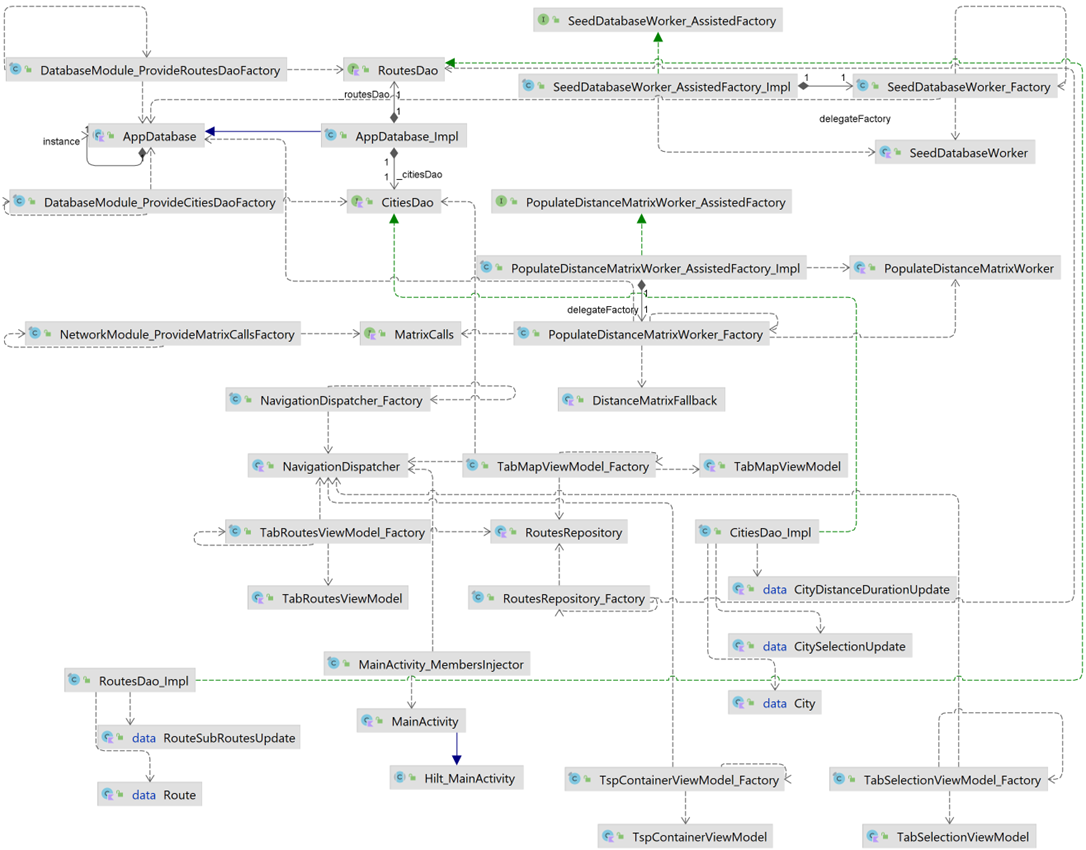 SeedDatabaseWorker_AssistedFactory
DatabaseModule_ProvideRoutesDaoFactory
RoutesDao
SeedDatabaseWorker_AssistedFactory_Impl
1
1
SeedDatabaseWorker_Factory
routesDao
1
delegateFactory
1
instance
AppDatabase
1
AppDatabase_Impl
SeedDatabaseWorker
1
1
_citiesDao
DatabaseModule_ProvideCitiesDaoFactory
CitiesDao
PopulateDistanceMatrixWorker_AssistedFactory
PopulateDistanceMatrixWorker_AssistedFactory_Impl
PopulateDistanceMatrixWorker
1
delegateFactory
1
NetworkModule_ProvideMatrixCallsFactory
MatrixCalls
PopulateDistanceMatrixWorker_Factory
NavigationDispatcher_Factory
DistanceMatrixFallback
NavigationDispatcher
TabMapViewModel_Factory
TabMapViewModel
TabRoutesViewModel_Factory
RoutesRepository
CitiesDao_Impl
TabRoutesViewModel
RoutesRepository_Factory
data CityDistanceDurationUpdate
data CitySelectionUpdate
MainActivity_MembersInjector
RoutesDao_Impl
data City
MainActivity
data RouteSubRoutesUpdate
Hilt_MainActivity
TspContainerViewModel_Factory
TabSelectionViewModel_Factory
data Route
TspContainerViewModel
TabSelectionViewModel